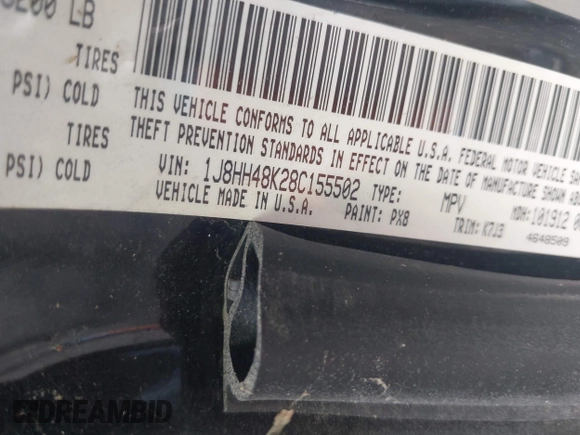 LB
TIRES
PSI) COLD
TIRES
PSI) COLD
THIS VEHICLE CONFORMS TO ALL APPLICABLE U.S.A. FEDERAL MOTOR VEHICLE
THEFT PREVENTION STANDARDS IN EFFECT ON THE DATE OF MANUFACTURE SHOWN
VIN: 1J8HH48K28C155502 TYPE: MPV MDH: 101912
VEHICLE MADE IN U.S.A. PAINT: PX8 TRIM: K7J3
4648509
DREAMBID